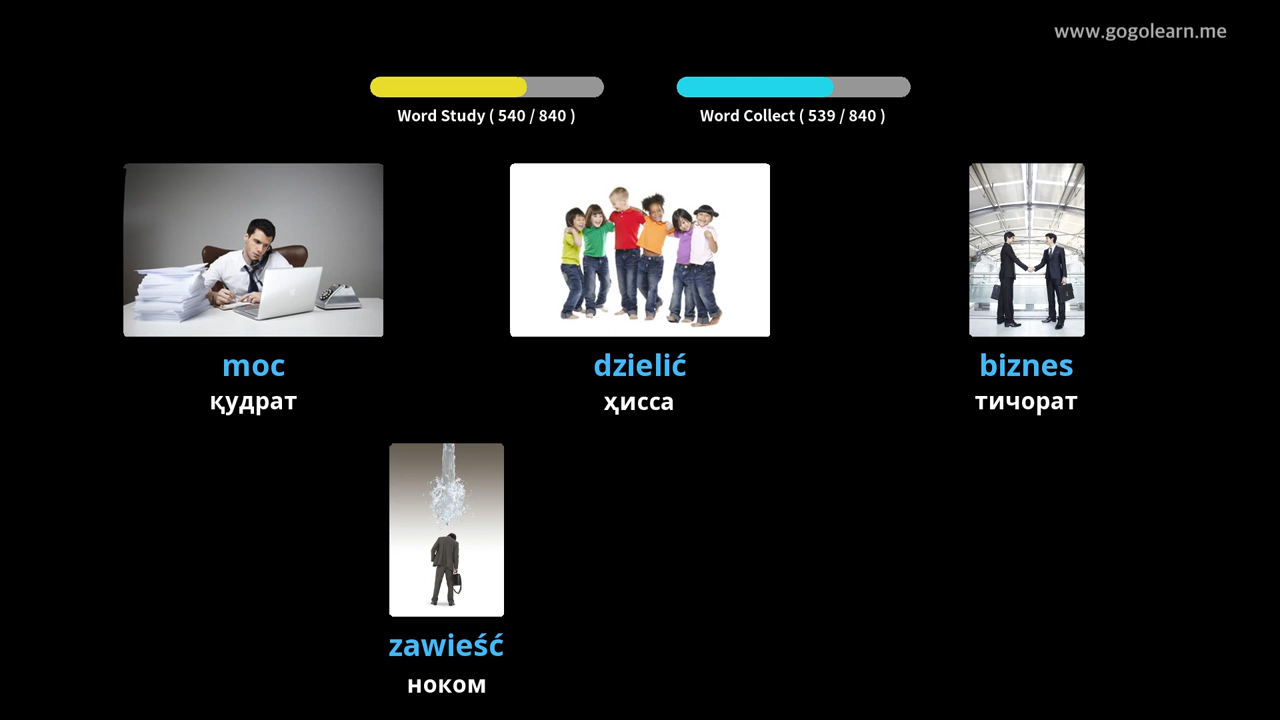 www.gogolearn.me
Word Study ( 540 / 840 )
Word Collect ( 539 / 840 )
moc
қудрат
dzielić
ҳисса
biznes
тичорат
zawieść
ноком